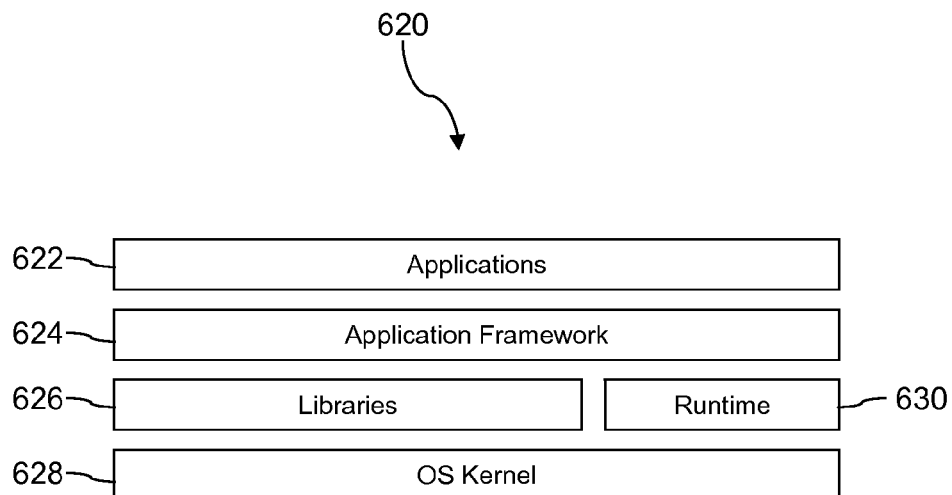 620
622 Applications
624 Application Framework
626 Libraries Runtime 630
628 OS Kernel